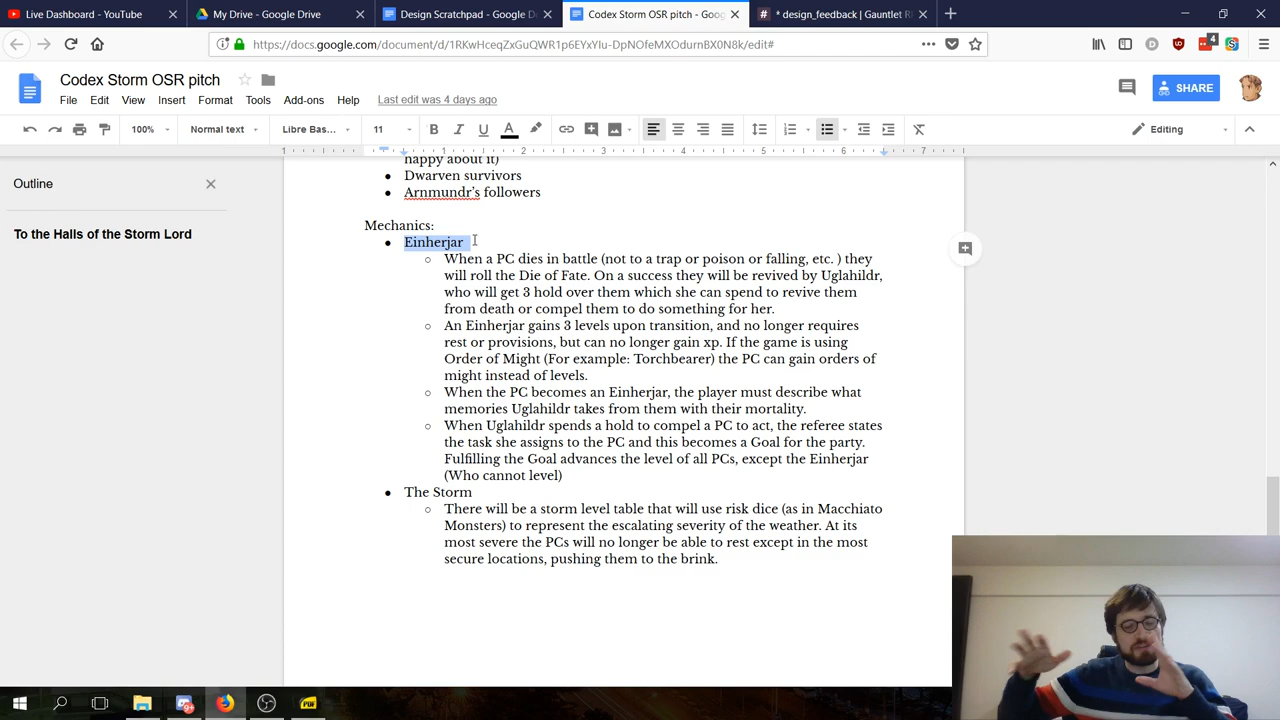 Live Dashboard - YouTube
My Drive - Google Drive
Design Scratchpad - Google D
Codex Storm OSR pitch - Goo
* design_feedback | Gauntlet R
https://docs.google.com/document/d/1RKwHceqZxGuQWR1p6EYxYIu-DpNOfeMXOdurnBX0N8k/edit#
4
Codex Storm OSR pitch
File Edit View Insert Format Tools Add-ons Help Last edit was 4 days ago
SHARE
100% Normal text Libre Bas... 11 Editing
1 1 2 3 4 5 6 7
Outline
To the Halls of the Storm Lord
happy about it)
Dwarven survivors
Arnmundr's followers
Mechanics:
Einherjar
When a PC dies in battle (not to a trap or poison or falling, etc. ) they
will roll the Die of Fate. On a success they will be revived by Uglahildr,
who will get 3 hold over them which she can spend to revive them
from death or compel them to do something for her.
An Einherjar gains 3 levels upon transition, and no longer requires
rest or provisions, but can no longer gain xp. If the game is using
Order of Might (For example: Torchbearer) the PC can gain orders of
might instead of levels.
When the PC becomes an Einherjar, the player must describe what
memories Uglahildr takes from them with their mortality.
When Uglahildr spends a hold to compel a PC to act, the referee states
the task she assigns to the PC and this becomes a Goal for the party.
Fulfilling the Goal advances the level of all PCs, except the Einherjar
(Who cannot level)
The Storm
There will be a storm level table that will use risk dice (as in Macchiato
Monsters) to represent the escalating severity of the weather. At its
most severe the PCs will no longer be able to rest except in the most
secure locations, pushing them to the brink.
PDF